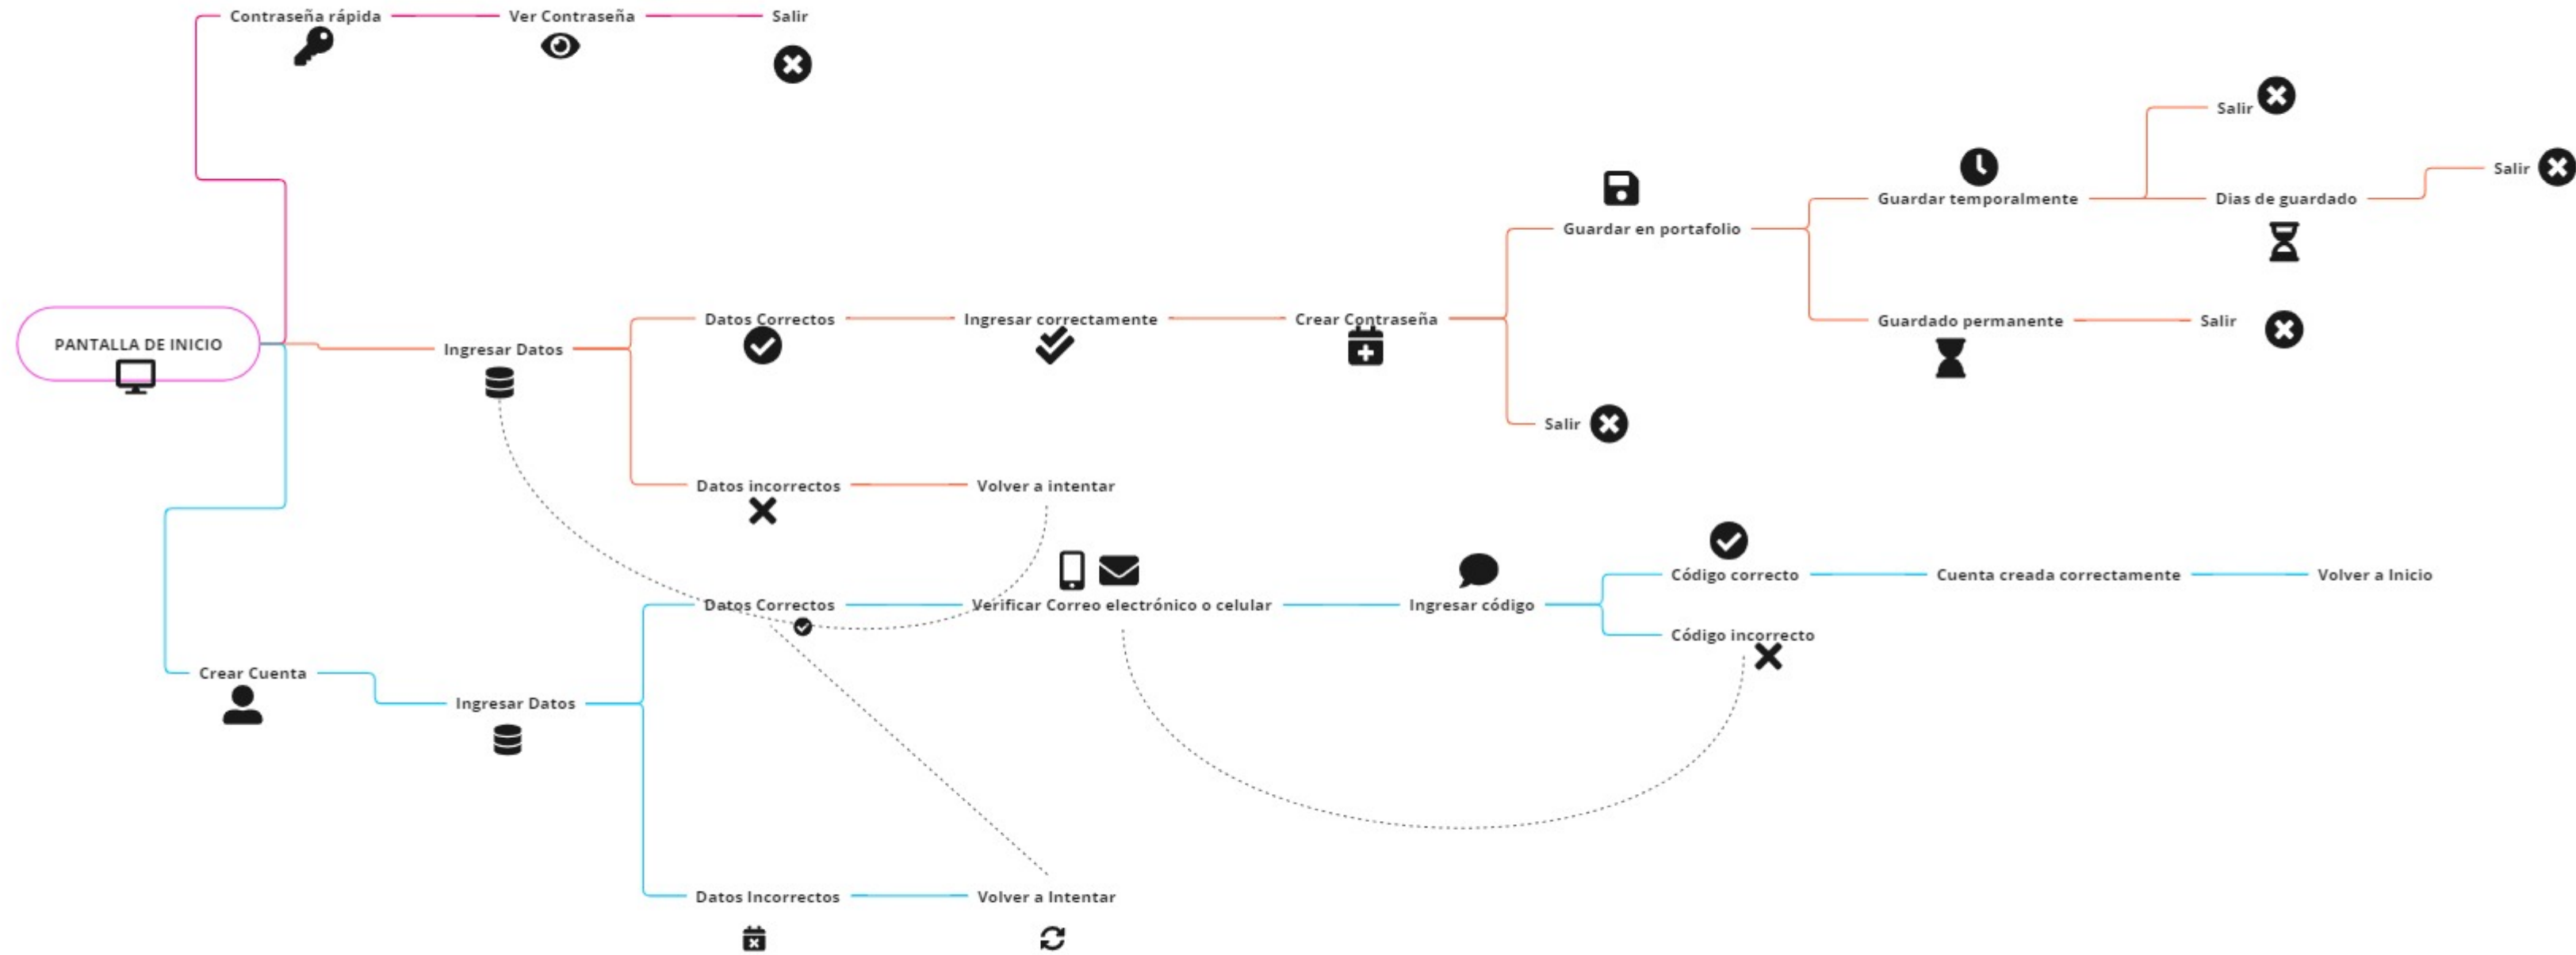 Contraseña rápida
Ver Contraseña
Salir
PANTALLA DE INICIO
Ingresar Datos
Datos Correctos
Ingresar correctamente
Crear Contraseña
Guardar en portafolio
Guardar temporalmente
Salir
Dias de guardado
Salir
Guardado permanente
Salir
Salir
Datos incorrectos
Volver a intentar
Crear Cuenta
Ingresar Datos
Datos Correctos
Verificar Correo electrónico o celular
Ingresar código
Código correcto
Cuenta creada correctamente
Volver a Inicio
Código incorrecto
Datos Incorrectos
Volver a Intentar